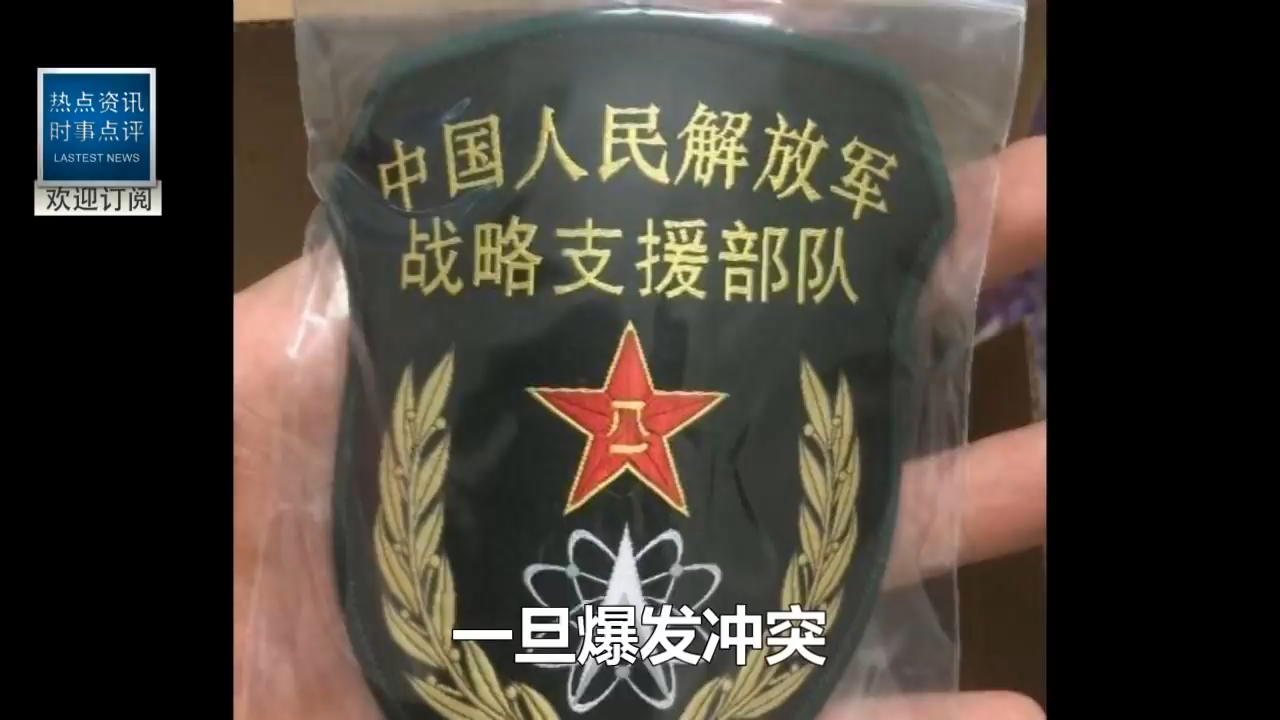 热点资讯
时事点评
LASTEST NEWS
欢迎订阅
中国人民解放军
战略支援部队
八一
一旦爆发冲突